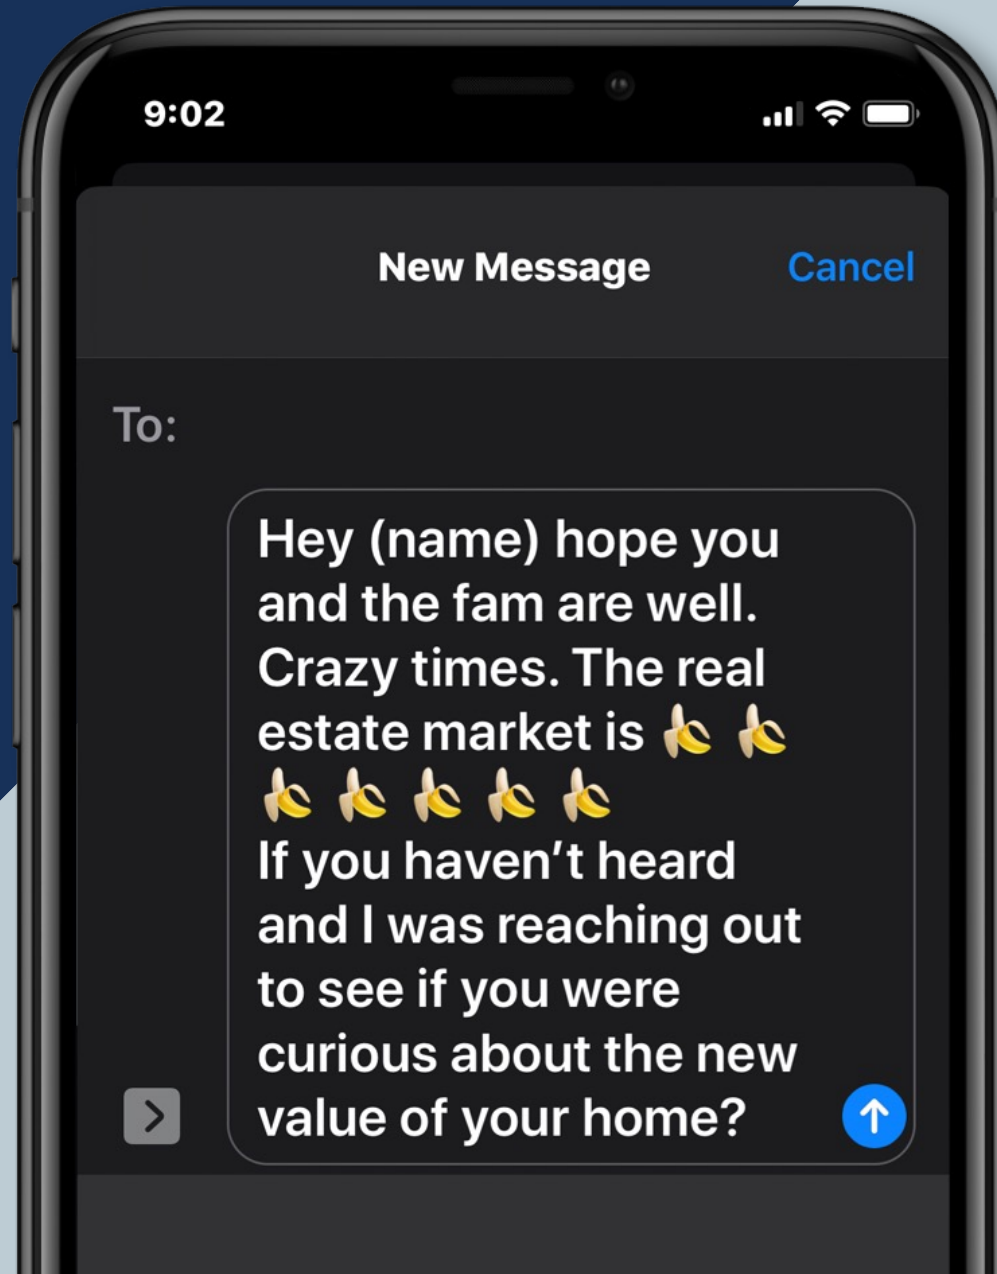 9:02
New Message
Cancel
To:
Hey (name) hope you
and the fam are well.
Crazy times. The real
estate market is 🍌 🍌
🍌 🍌 🍌 🍌 🍌
If you haven’t heard
and I was reaching out
to see if you were
curious about the new
value of your home?